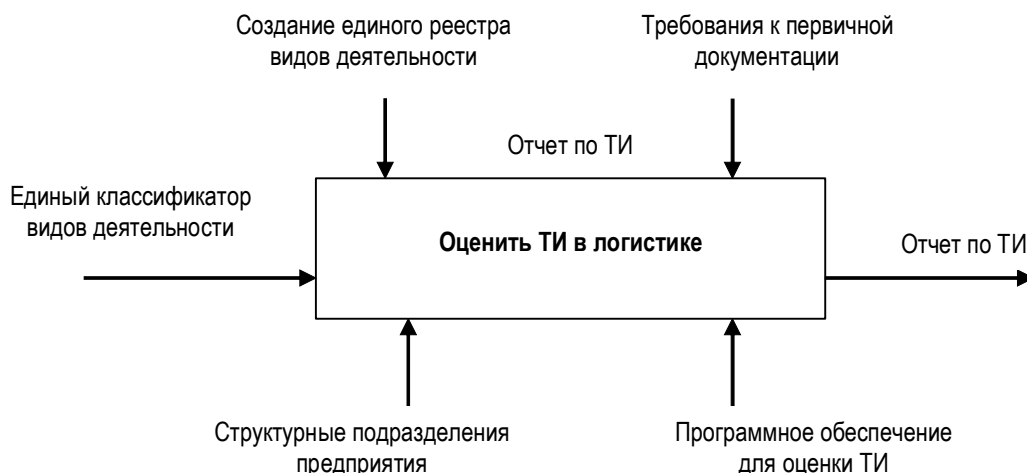 Создание единого реестра
видов деятельности
Требования к первичной
документации
Отчет по ТИ
Единый классификатор
видов деятельности
Оценить ТИ в логистике
Отчет по ТИ
Структурные подразделения
предприятия
Программное обеспечение
для оценки ТИ